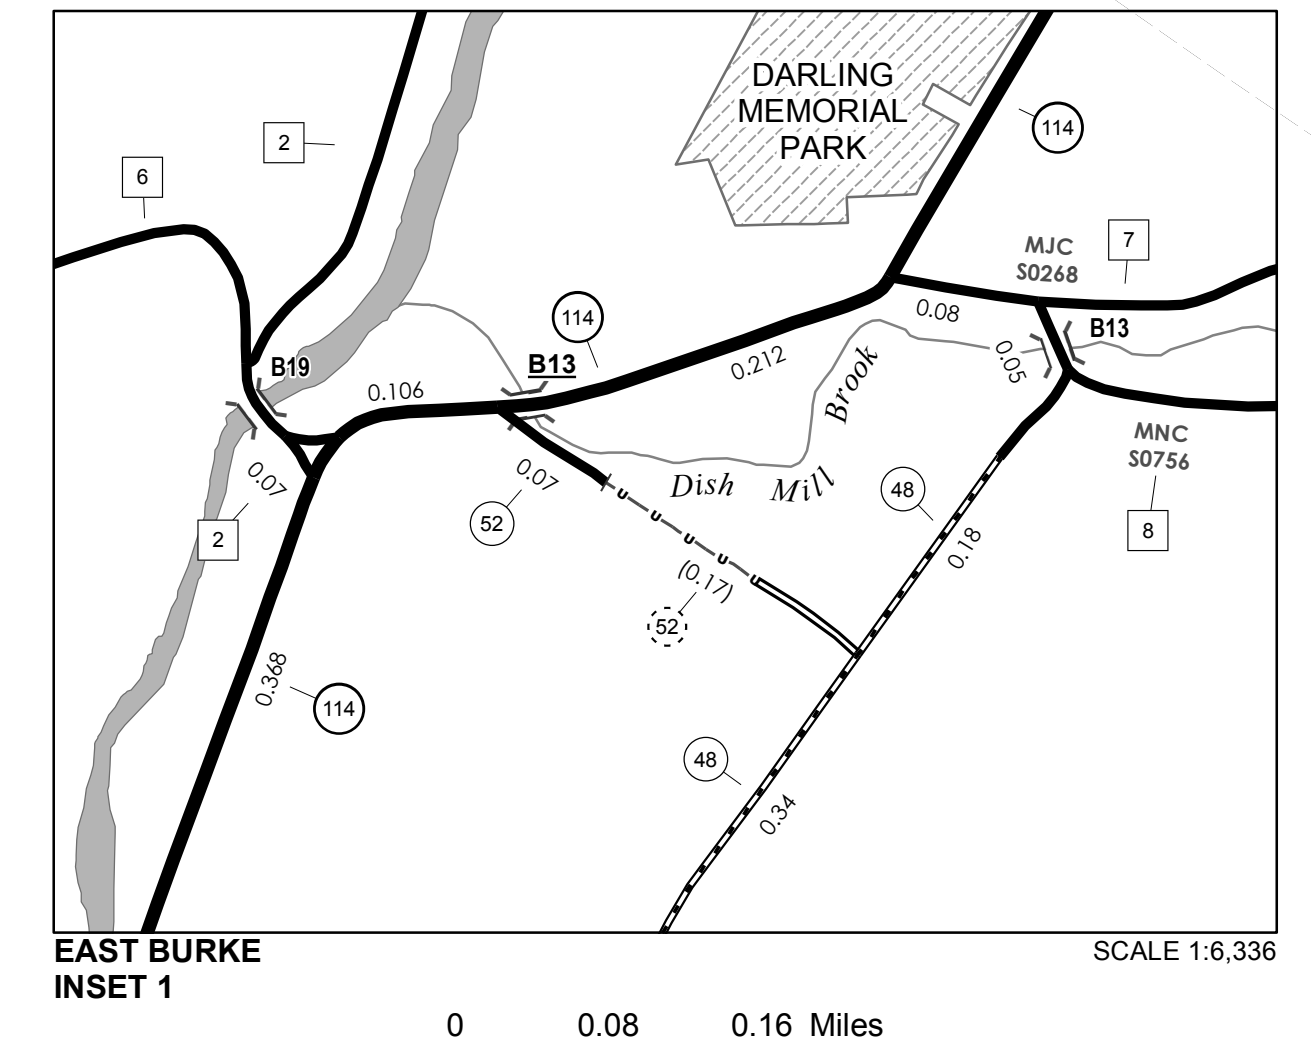 DARLING
MEMORIAL
PARK
114
2
6
MJC
S0268
7
114
0.08
B13
B19
B13
0.212
0.05
0.106
Brook
MNC
S0756
0.07
0.07
Dish Mill
48
52
2
8
0.18
(0.17)
52
0.368
114
48
0.34
U
U
U
U
U
EAST BURKE
INSET 1
SCALE 1:6,336
0 0.08 0.16 Miles